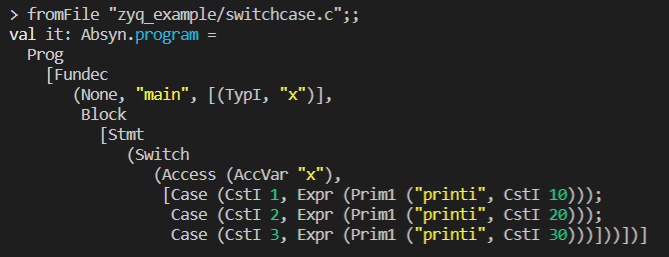 > fromFile "zyq_example/switchcase.c";;
val it: Absyn.program =
  Prog
    [Fundec
       (None, "main", [(TypI, "x")],
        Block
          [Stmt
             (Switch
                (Access (AccVar "x"),
                 [Case (CstI 1, Expr (Prim1 ("printi", CstI 10)));
                  Case (CstI 2, Expr (Prim1 ("printi", CstI 20)));
                  Case (CstI 3, Expr (Prim1 ("printi", CstI 30)))]))])]